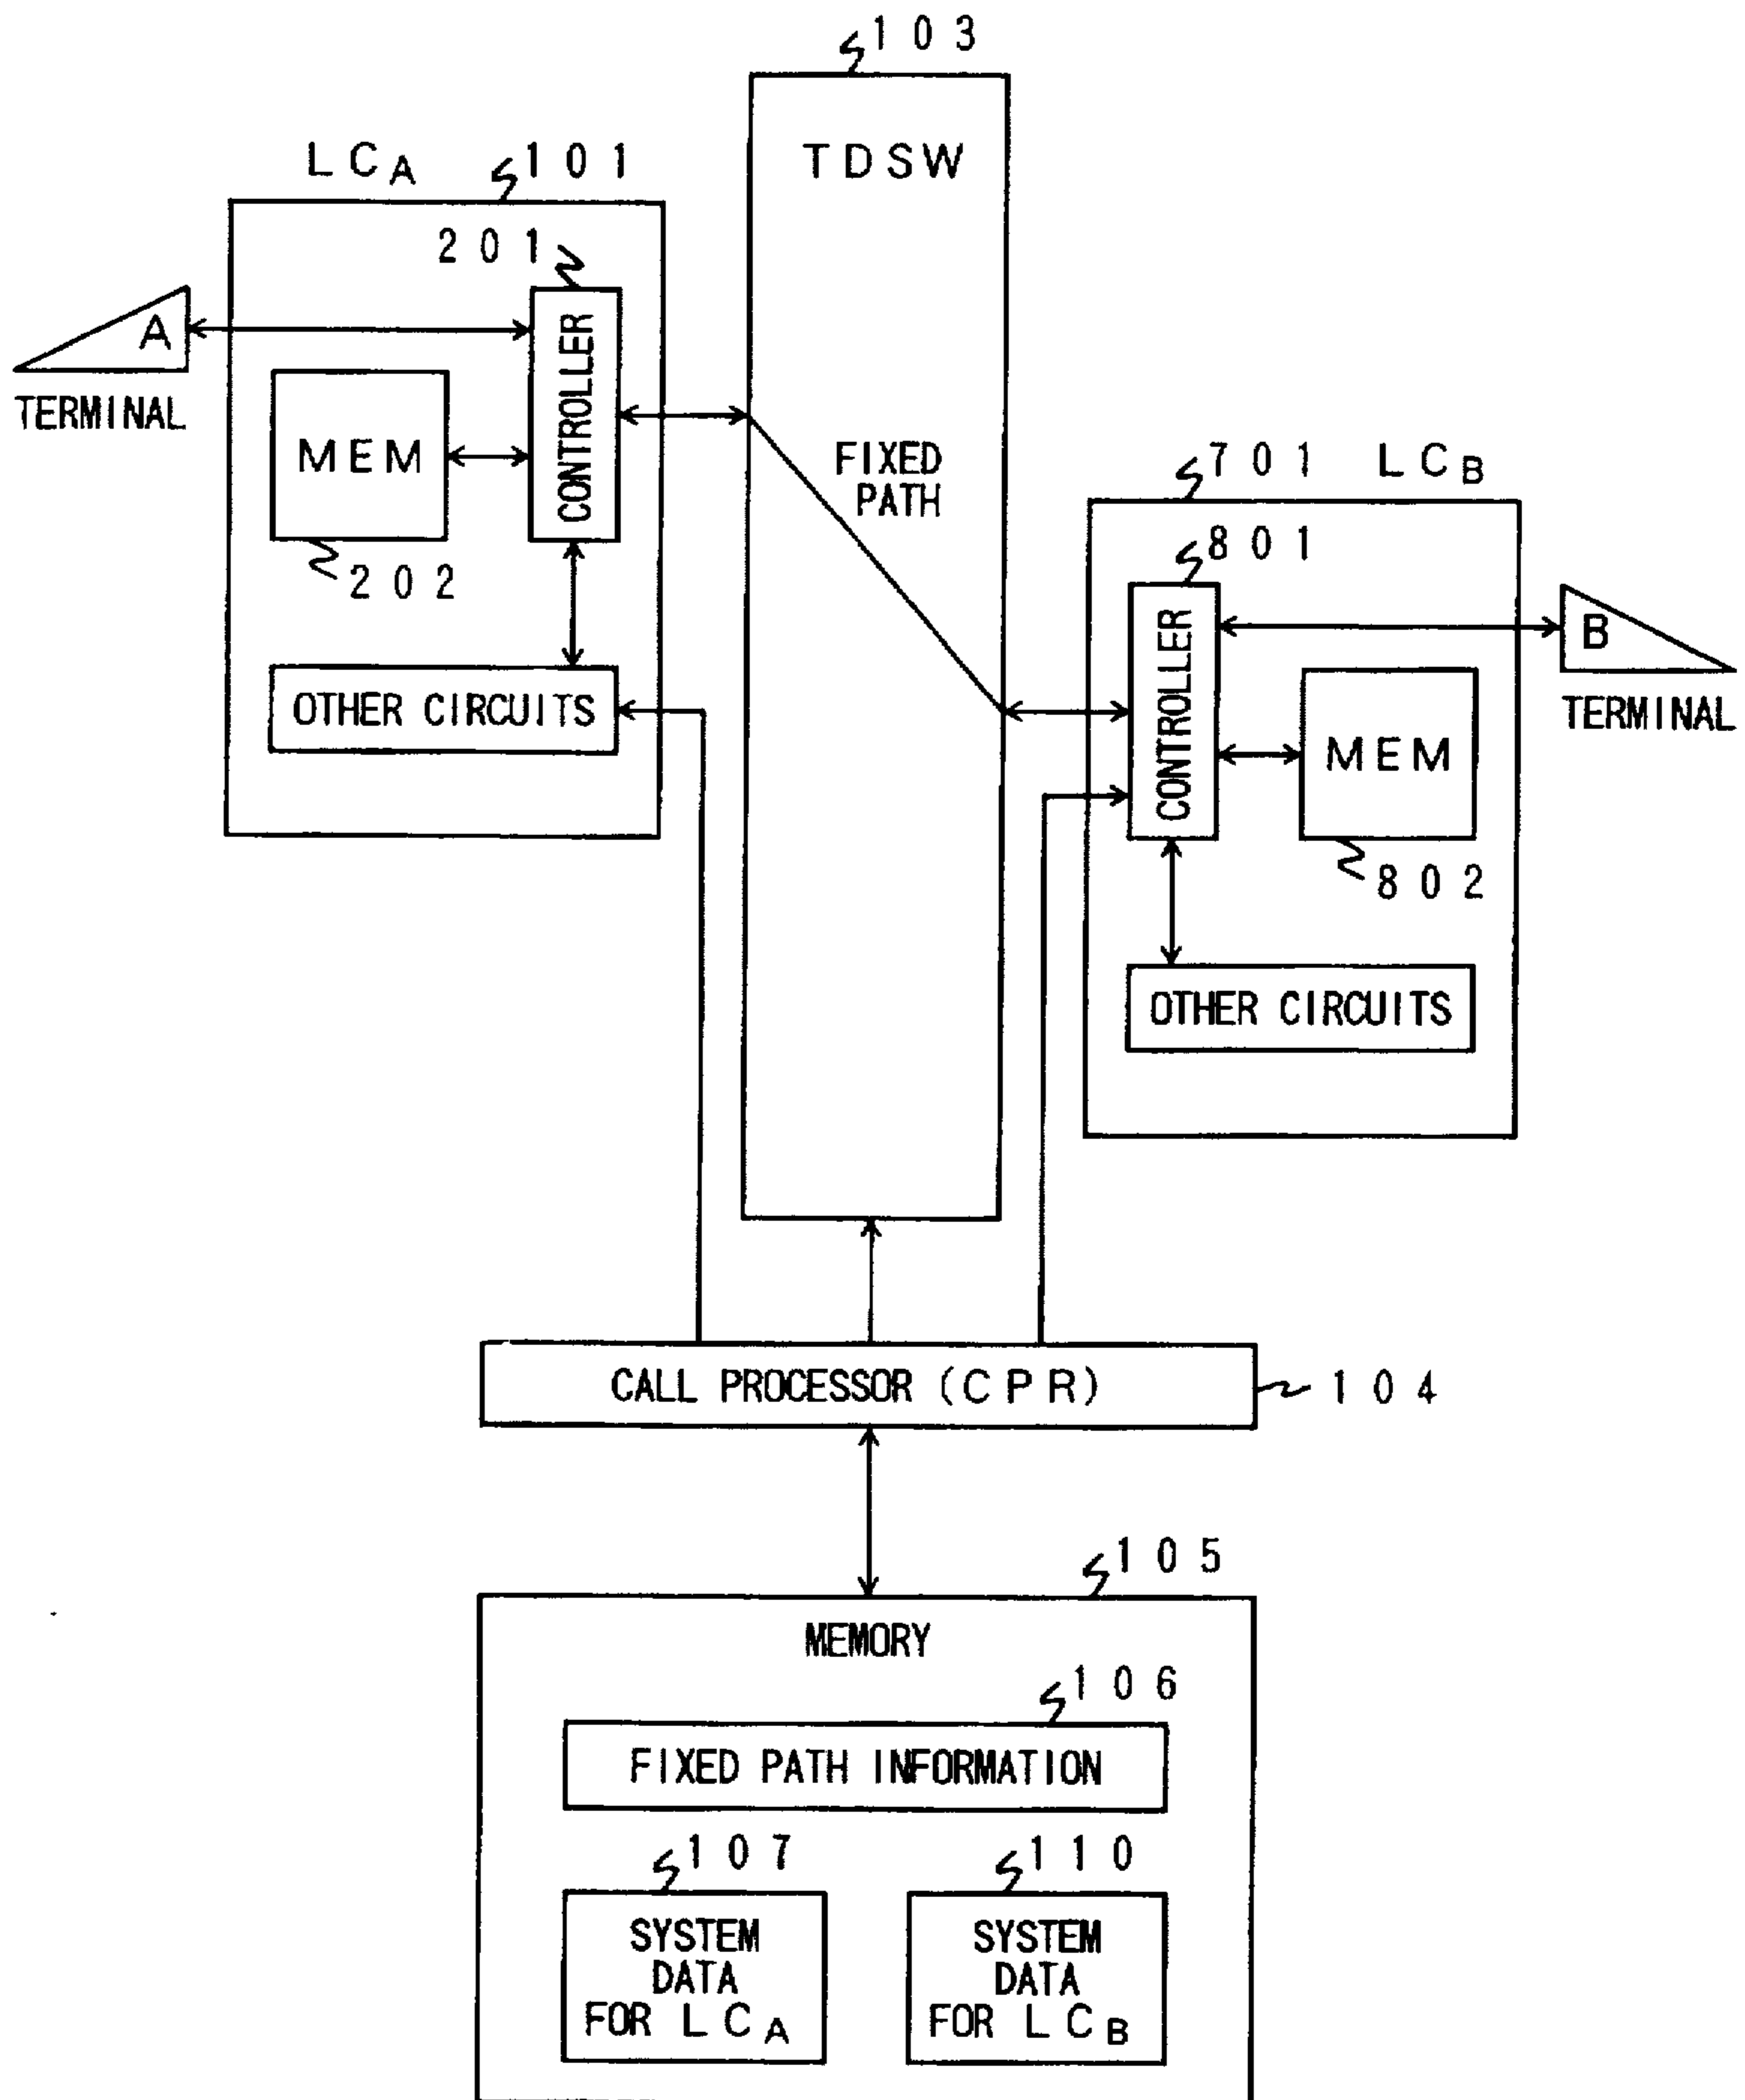 103
TDSW
LCA
101
201
A
TERMINAL
CONTROLLER
MEM
202
OTHER CIRCUITS
FIXED
PATH
701
LCB
801
B
TERMINAL
CONTROLLER
MEM
802
OTHER CIRCUITS
CALL PROCESSOR (CPR)
104
105
MEMORY
106
FIXED PATH INFORMATION
107
SYSTEM
DATA
FOR LCA
110
SYSTEM
DATA
FOR LCB